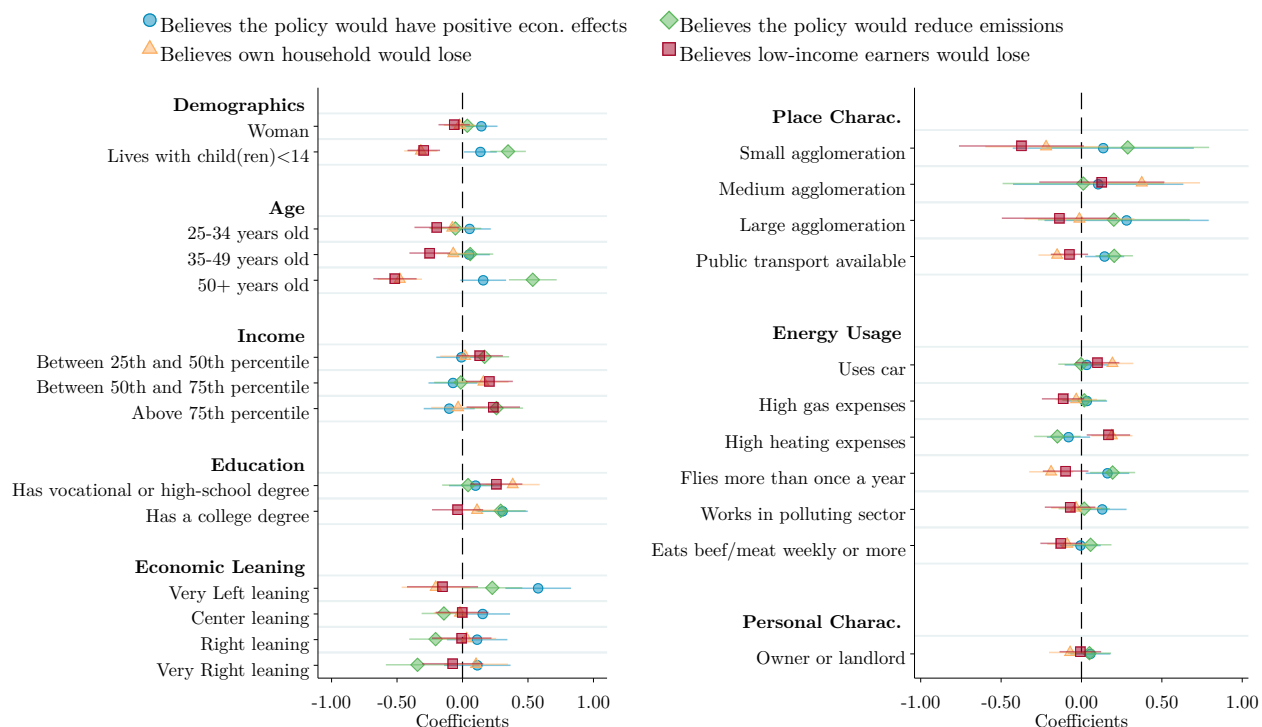 Believes the policy would have positive econ. effects
Believes the policy would reduce emissions
Believes own household would lose
Believes low-income earners would lose
Demographics
Woman
Lives with child(ren)<14
Age
25-34 years old
35-49 years old
50+ years old
Income
Between 25th and 50th percentile
Between 50th and 75th percentile
Above 75th percentile
Education
Has vocational or high-school degree
Has a college degree
Economic Leaning
Very Left leaning
Center leaning
Right leaning
Very Right leaning
-1.00 -0.50 0.00 0.50 1.00
Coefficients
Place Charac.
Small agglomeration
Medium agglomeration
Large agglomeration
Public transport available
Energy Usage
Uses car
High gas expenses
High heating expenses
Flies more than once a year
Works in polluting sector
Eats beef/meat weekly or more
Personal Charac.
Owner or landlord
-1.00 -0.50 0.00 0.50 1.00
Coefficients